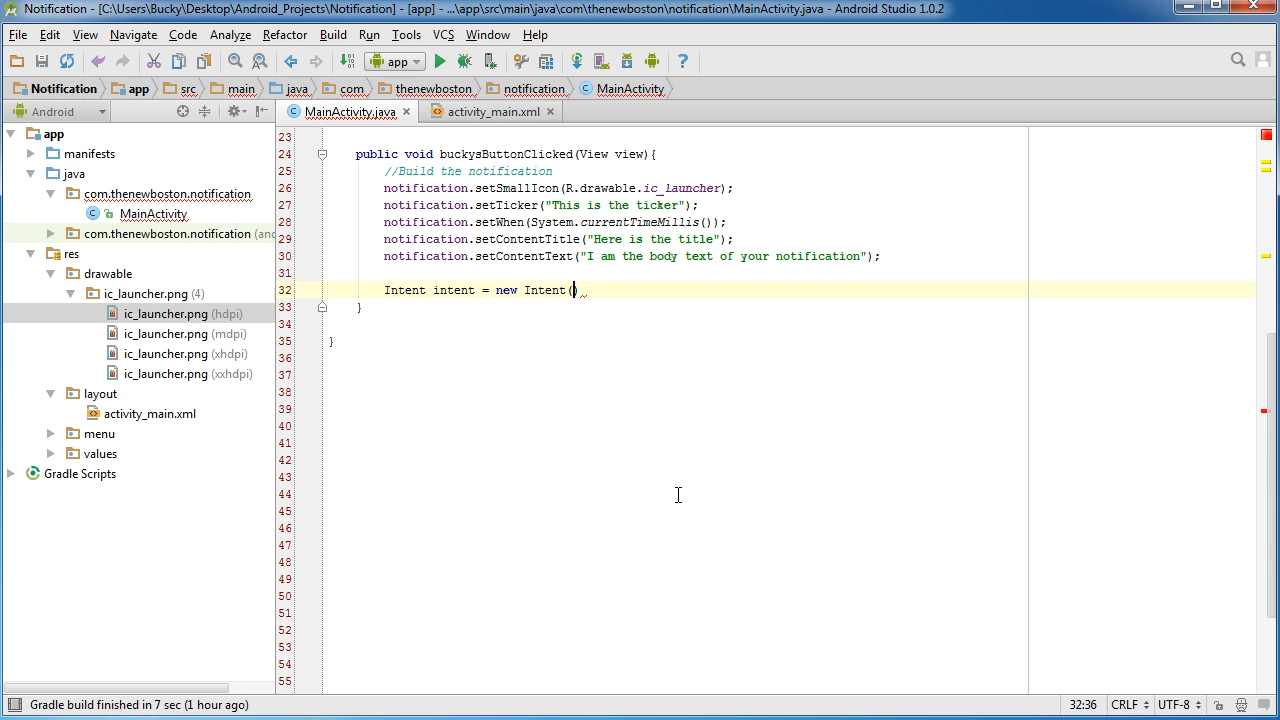 Notification - [C:\Users\Bucky\Desktop\Android_Projects\Notification] - [app] - ...\app\src\main\java\com\thenewboston\notification\MainActivity.java - Android Studio 1.0.2
File Edit View Navigate Code Analyze Refactor Build Run Tools VCS Window Help
app
Notification app src main java com thenewboston notification MainActivity
Android
MainActivity.java activity_main.xml
app
manifests
java
com.thenewboston.notification
MainActivity
com.thenewboston.notification (and
res
drawable
ic_launcher.png (4)
ic_launcher.png (hdpi)
ic_launcher.png (mdpi)
ic_launcher.png (xhdpi)
ic_launcher.png (xxhdpi)
layout
activity_main.xml
menu
values
Gradle Scripts
23
24 public void buckysButtonClicked(View view){
25 //Build the notification
26 notification.setSmallIcon(R.drawable.ic_launcher);
27 notification.setTicker("This is the ticker");
28 notification.setWhen(System.currentTimeMillis());
29 notification.setContentTitle("Here is the title");
30 notification.setContentText("I am the body text of your notification");
31
32 Intent intent = new Intent()
33 }
34
35 }
36
37
38
39
40
41
42
43
44
45
46
47
48
49
50
51
52
53
54
55
Gradle build finished in 7 sec (1 hour ago) 32:36 CRLF UTF-8